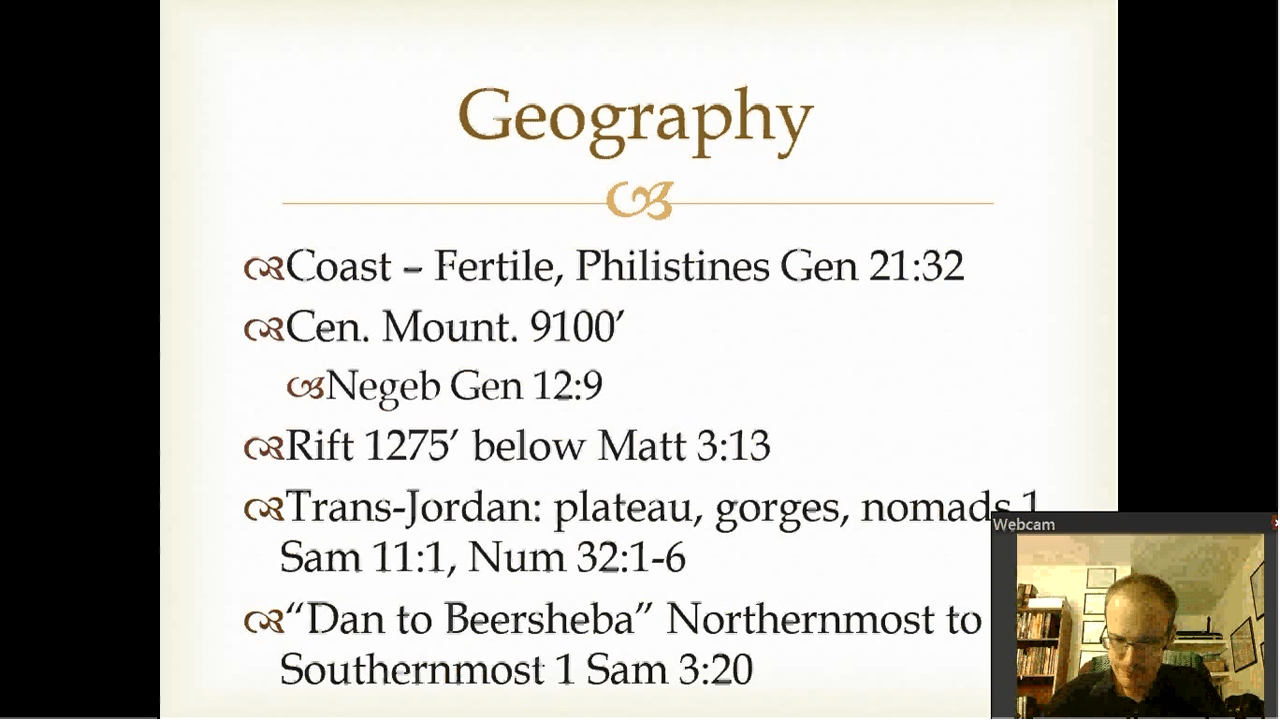 Geography
Coast – Fertile, Philistines Gen 21:32
Cen. Mount. 9100’
Negeb Gen 12:9
Rift 1275’ below Matt 3:13
Trans-Jordan: plateau, gorges, nomads 1
Sam 11:1, Num 32:1-6
“Dan to Beersheba” Northernmost to
Southernmost 1 Sam 3:20
Webcam